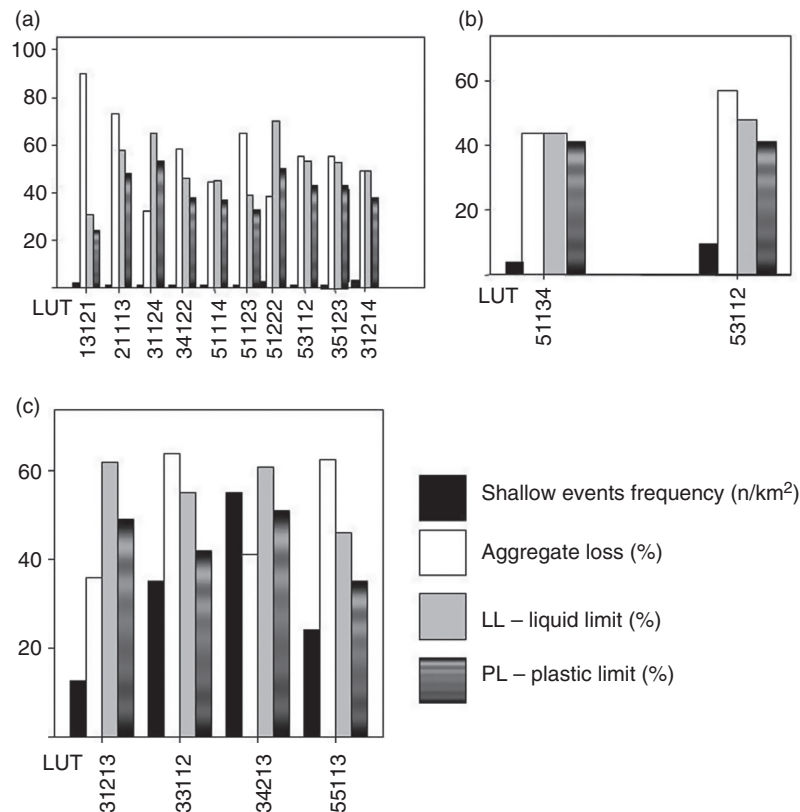 (a)
100
80
60
40
20
LUT
13121
21113
31124
34122
51114
51123
51222
53112
35123
31214
(b)
60
40
20
LUT
51134
53112
(c)
60
40
20
LUT
31213
33112
34213
55113
Shallow events frequency (n/km²)
Aggregate loss (%)
LL – liquid limit (%)
PL – plastic limit (%)